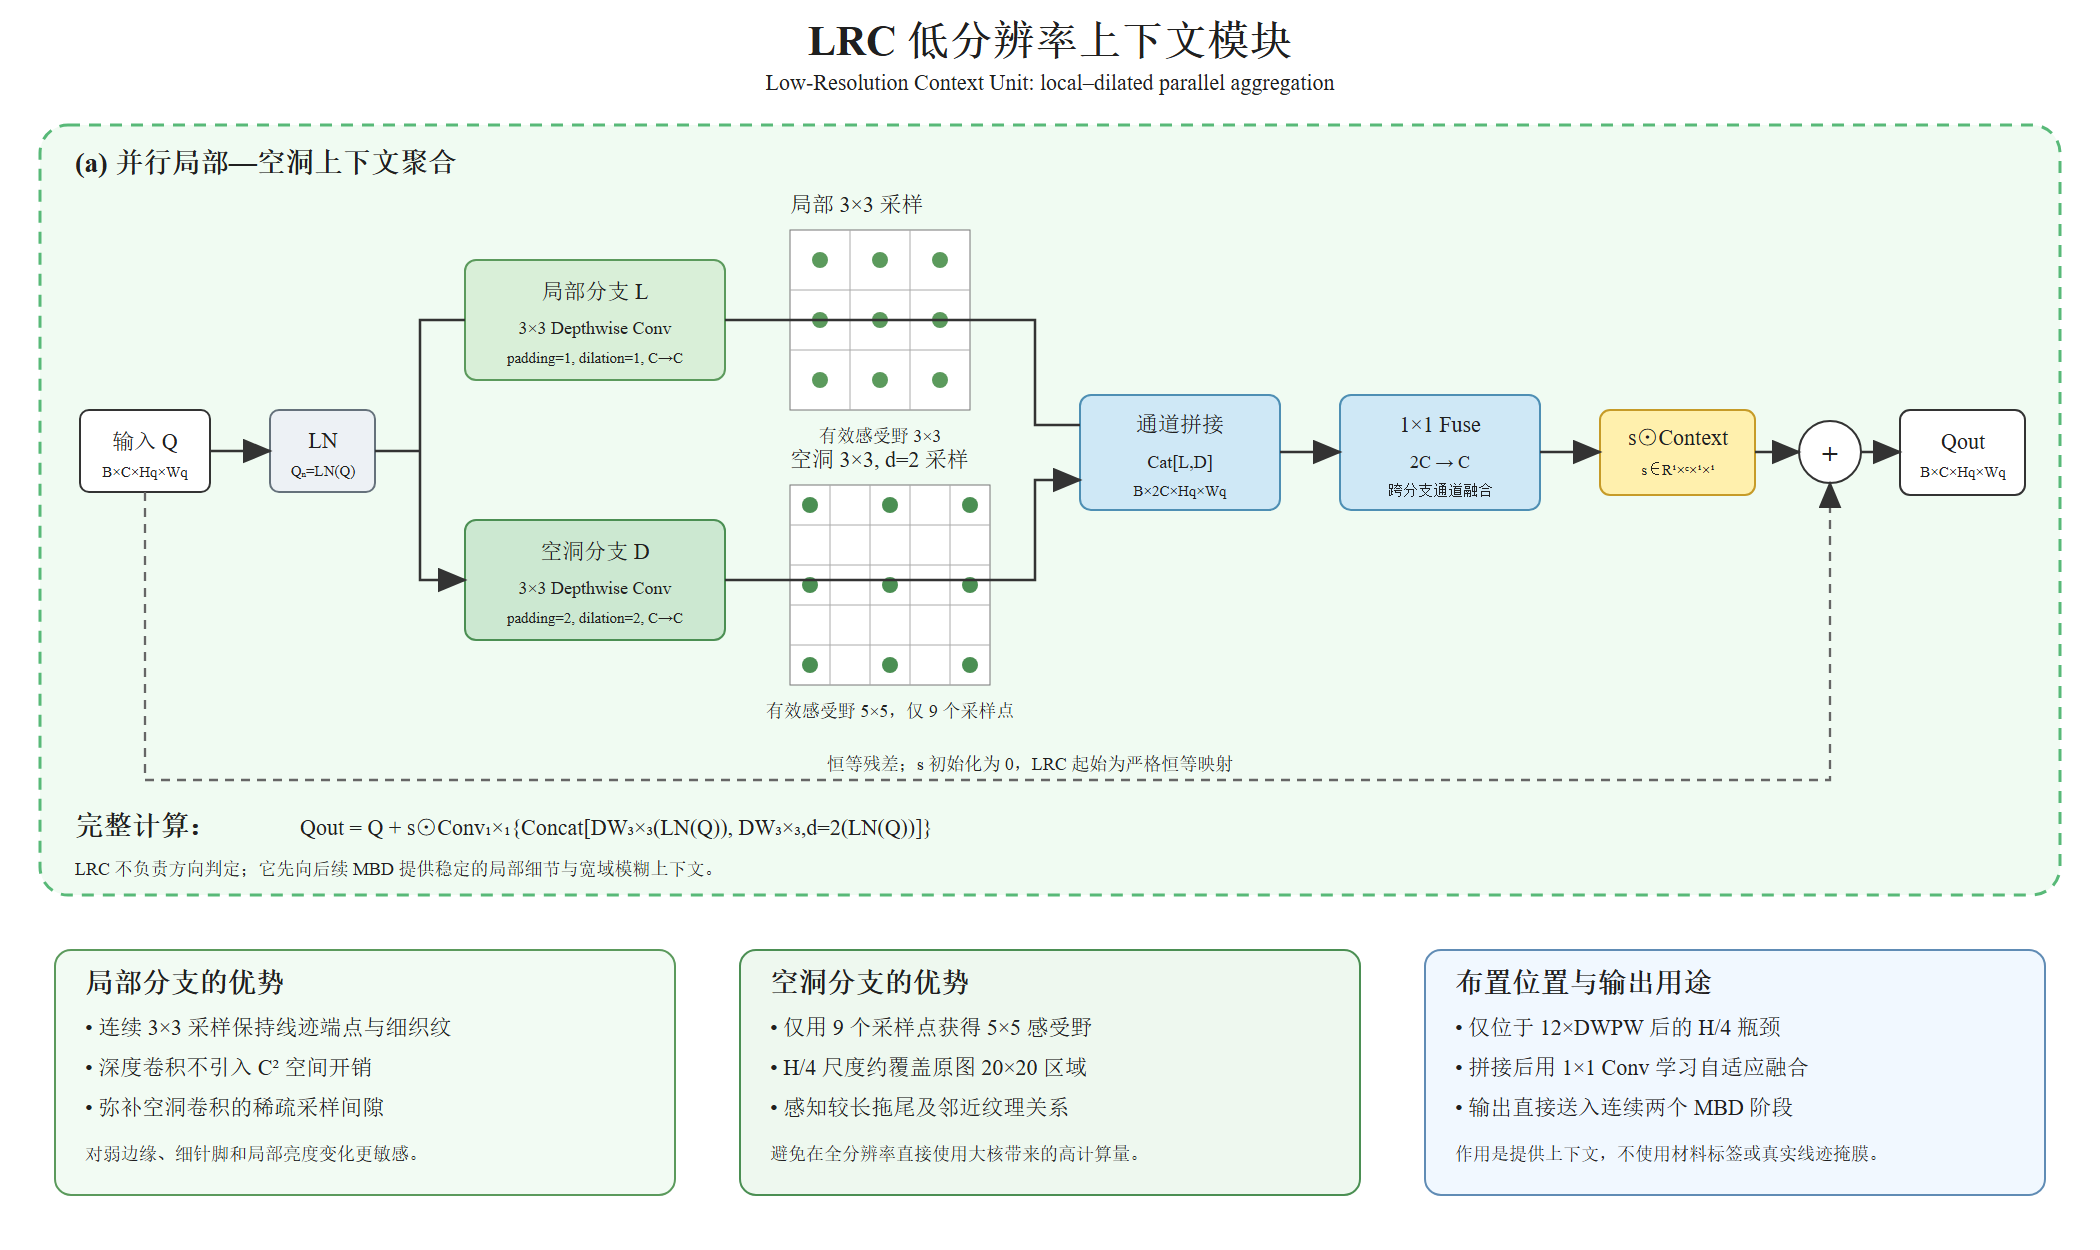 LRC 低分辨率上下文模块
Low-Resolution Context Unit: local–dilated parallel aggregation
(a) 并行局部—空洞上下文聚合
局部 3×3 采样
局部分支 L
3×3 Depthwise Conv
padding=1, dilation=1, C→C
输入 Q
B×C×Hq×Wq
LN
Qₙ=LN(Q)
有效感受野 3×3
空洞 3×3, d=2 采样
空洞分支 D
3×3 Depthwise Conv
padding=2, dilation=2, C→C
有效感受野 5×5，仅 9 个采样点
通道拼接
Cat[L,D]
B×2C×Hq×Wq
1×1 Fuse
2C → C
跨分支通道融合
s⊙Context
s∈R¹ˣᶜˣ¹ˣ¹
+
Qout
B×C×Hq×Wq
恒等残差；s 初始化为 0，LRC 起始为严格恒等映射
完整计算：
Qout = Q + s⊙Conv₁×₁{Concat[DW₃×₃(LN(Q)), DW₃×₃,d=2(LN(Q))]}
LRC 不负责方向判定；它先向后续 MBD 提供稳定的局部细节与宽域模糊上下文。
局部分支的优势
• 连续 3×3 采样保持线迹端点与细织纹
• 深度卷积不引入 C² 空间开销
• 弥补空洞卷积的稀疏采样间隙
对弱边缘、细针脚和局部亮度变化更敏感。
空洞分支的优势
• 仅用 9 个采样点获得 5×5 感受野
• H/4 尺度约覆盖原图 20×20 区域
• 感知较长拖尾及邻近纹理关系
避免在全分辨率直接使用大核带来的高计算量。
布置位置与输出用途
• 仅位于 12×DWPW 后的 H/4 瓶颈
• 拼接后用 1×1 Conv 学习自适应融合
• 输出直接送入连续两个 MBD 阶段
作用是提供上下文，不使用材料标签或真实线迹掩膜。